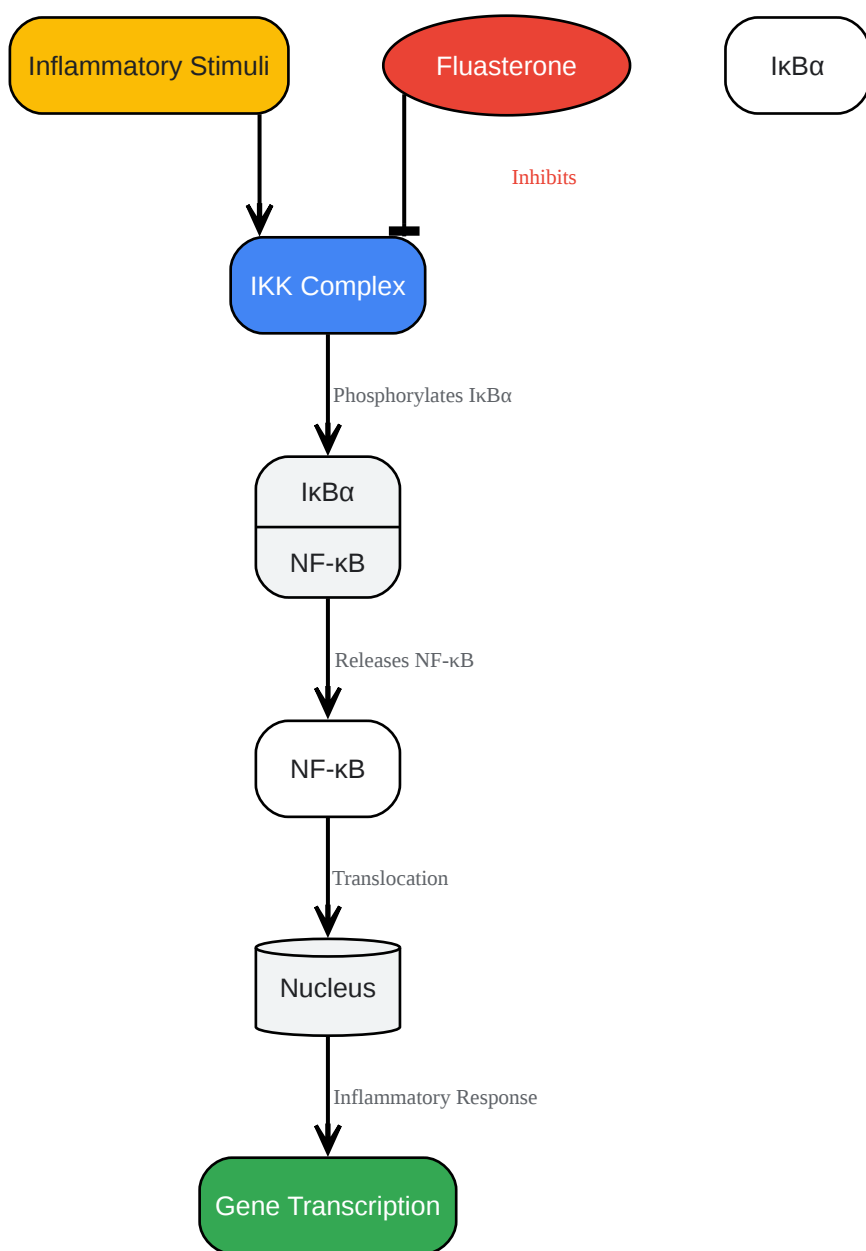 Inflammatory Stimuli
Fluasterone
IκBα
Inhibits
IKK Complex
Phosphorylates IκBα
IκBα
NF-κB
Releases NF-κB
NF-κB
Translocation
Nucleus
Inflammatory Response
Gene Transcription